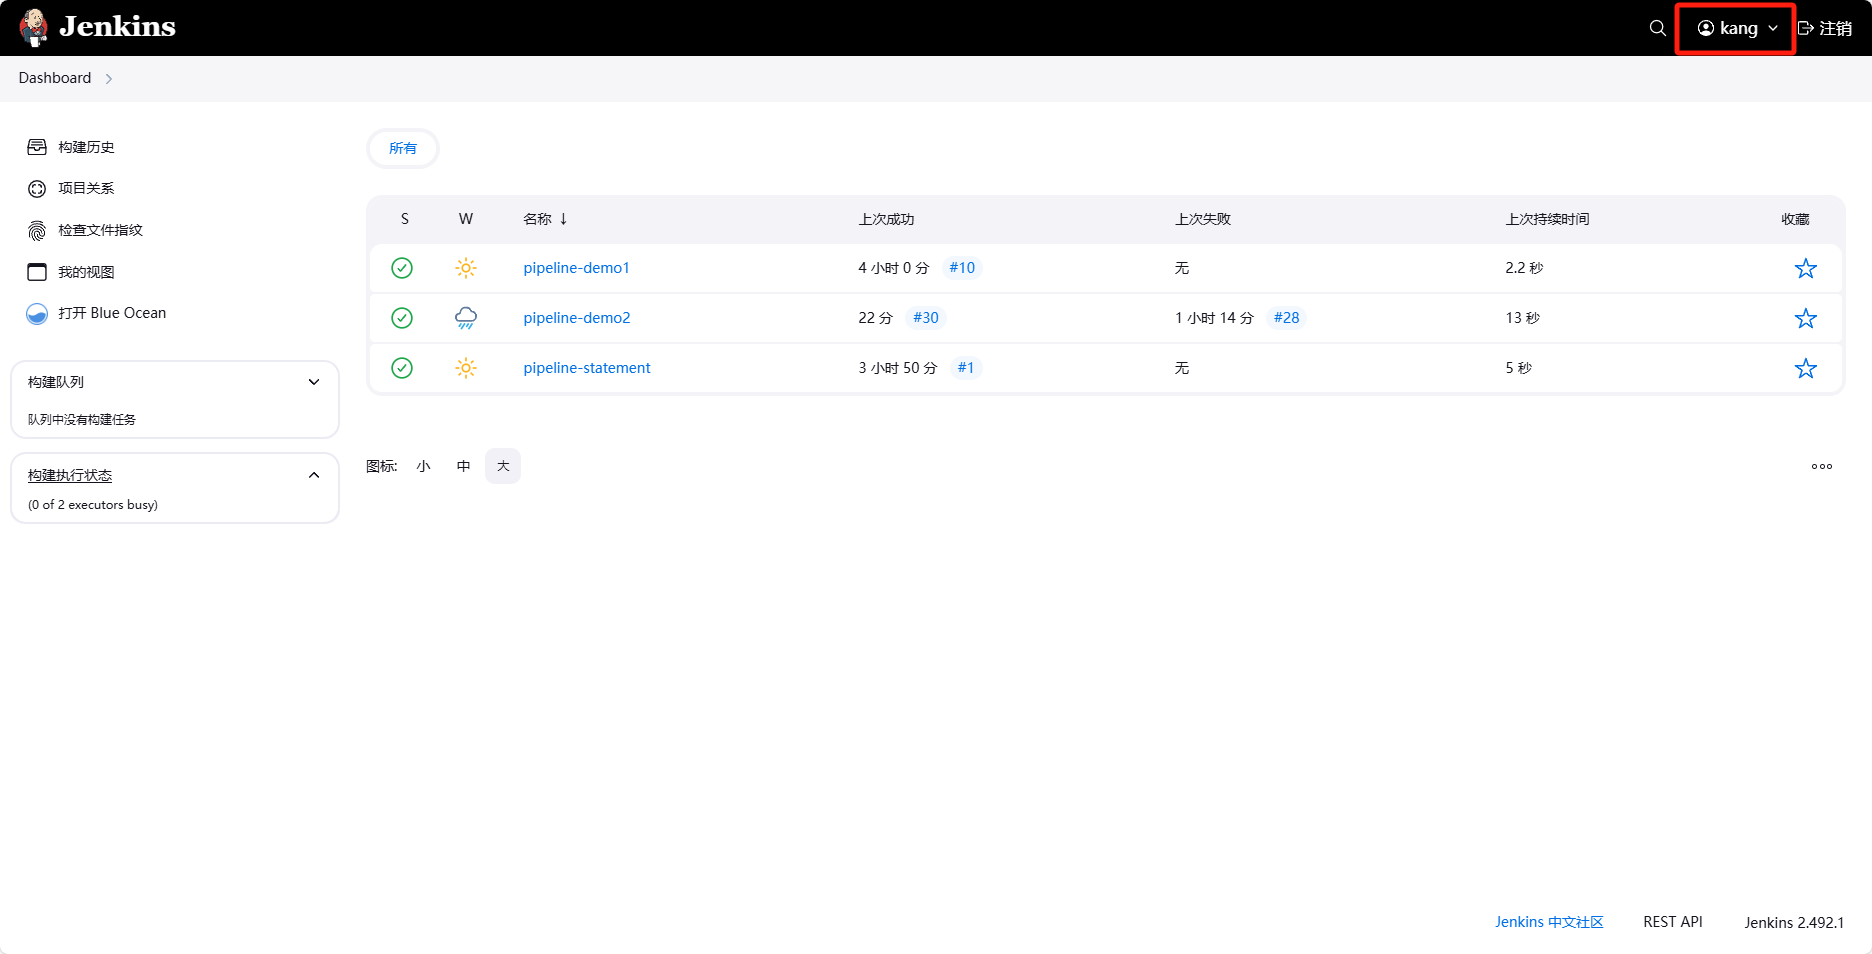 Jenkins
kang
注销
Dashboard
构建历史
项目关系
检查文件指纹
我的视图
打开 Blue Ocean
构建队列
队列中没有构建任务
构建执行状态
(0 of 2 executors busy)
所有
S W 名称 ↓ 上次成功 上次失败 上次持续时间 收藏
pipeline-demo1 4 小时 0 分 #10 无 2.2 秒
pipeline-demo2 22 分 #30 1 小时 14 分 #28 13 秒
pipeline-statement 3 小时 50 分 #1 无 5 秒
图标: 小 中 大
Jenkins 中文社区 REST API Jenkins 2.492.1